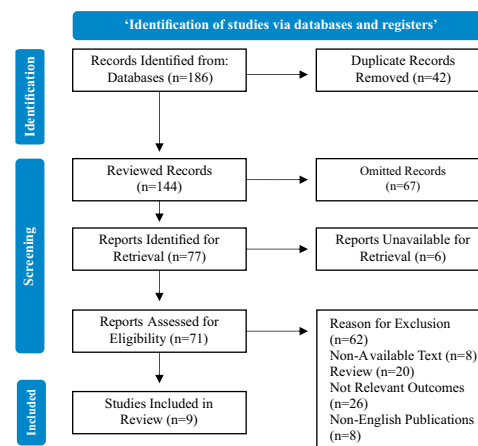 ‘Identification of studies via databases and registers’
Identification
Records Identified from:
Databases (n=186)
Duplicate Records
Removed (n=42)
Screening
Reviewed Records
(n=144)
Omitted Records
(n=67)
Reports Identified for
Retrieval (n=77)
Reports Unavailable for
Retrieval (n=6)
Reports Assessed for
Eligibility (n=71)
Reason for Exclusion
(n=62)
Non-Available Text (n=8)
Review (n=20)
Not Relevant Outcomes
(n=26)
Non-English Publications
(n=8)
Included
Studies Included in
Review (n=9)